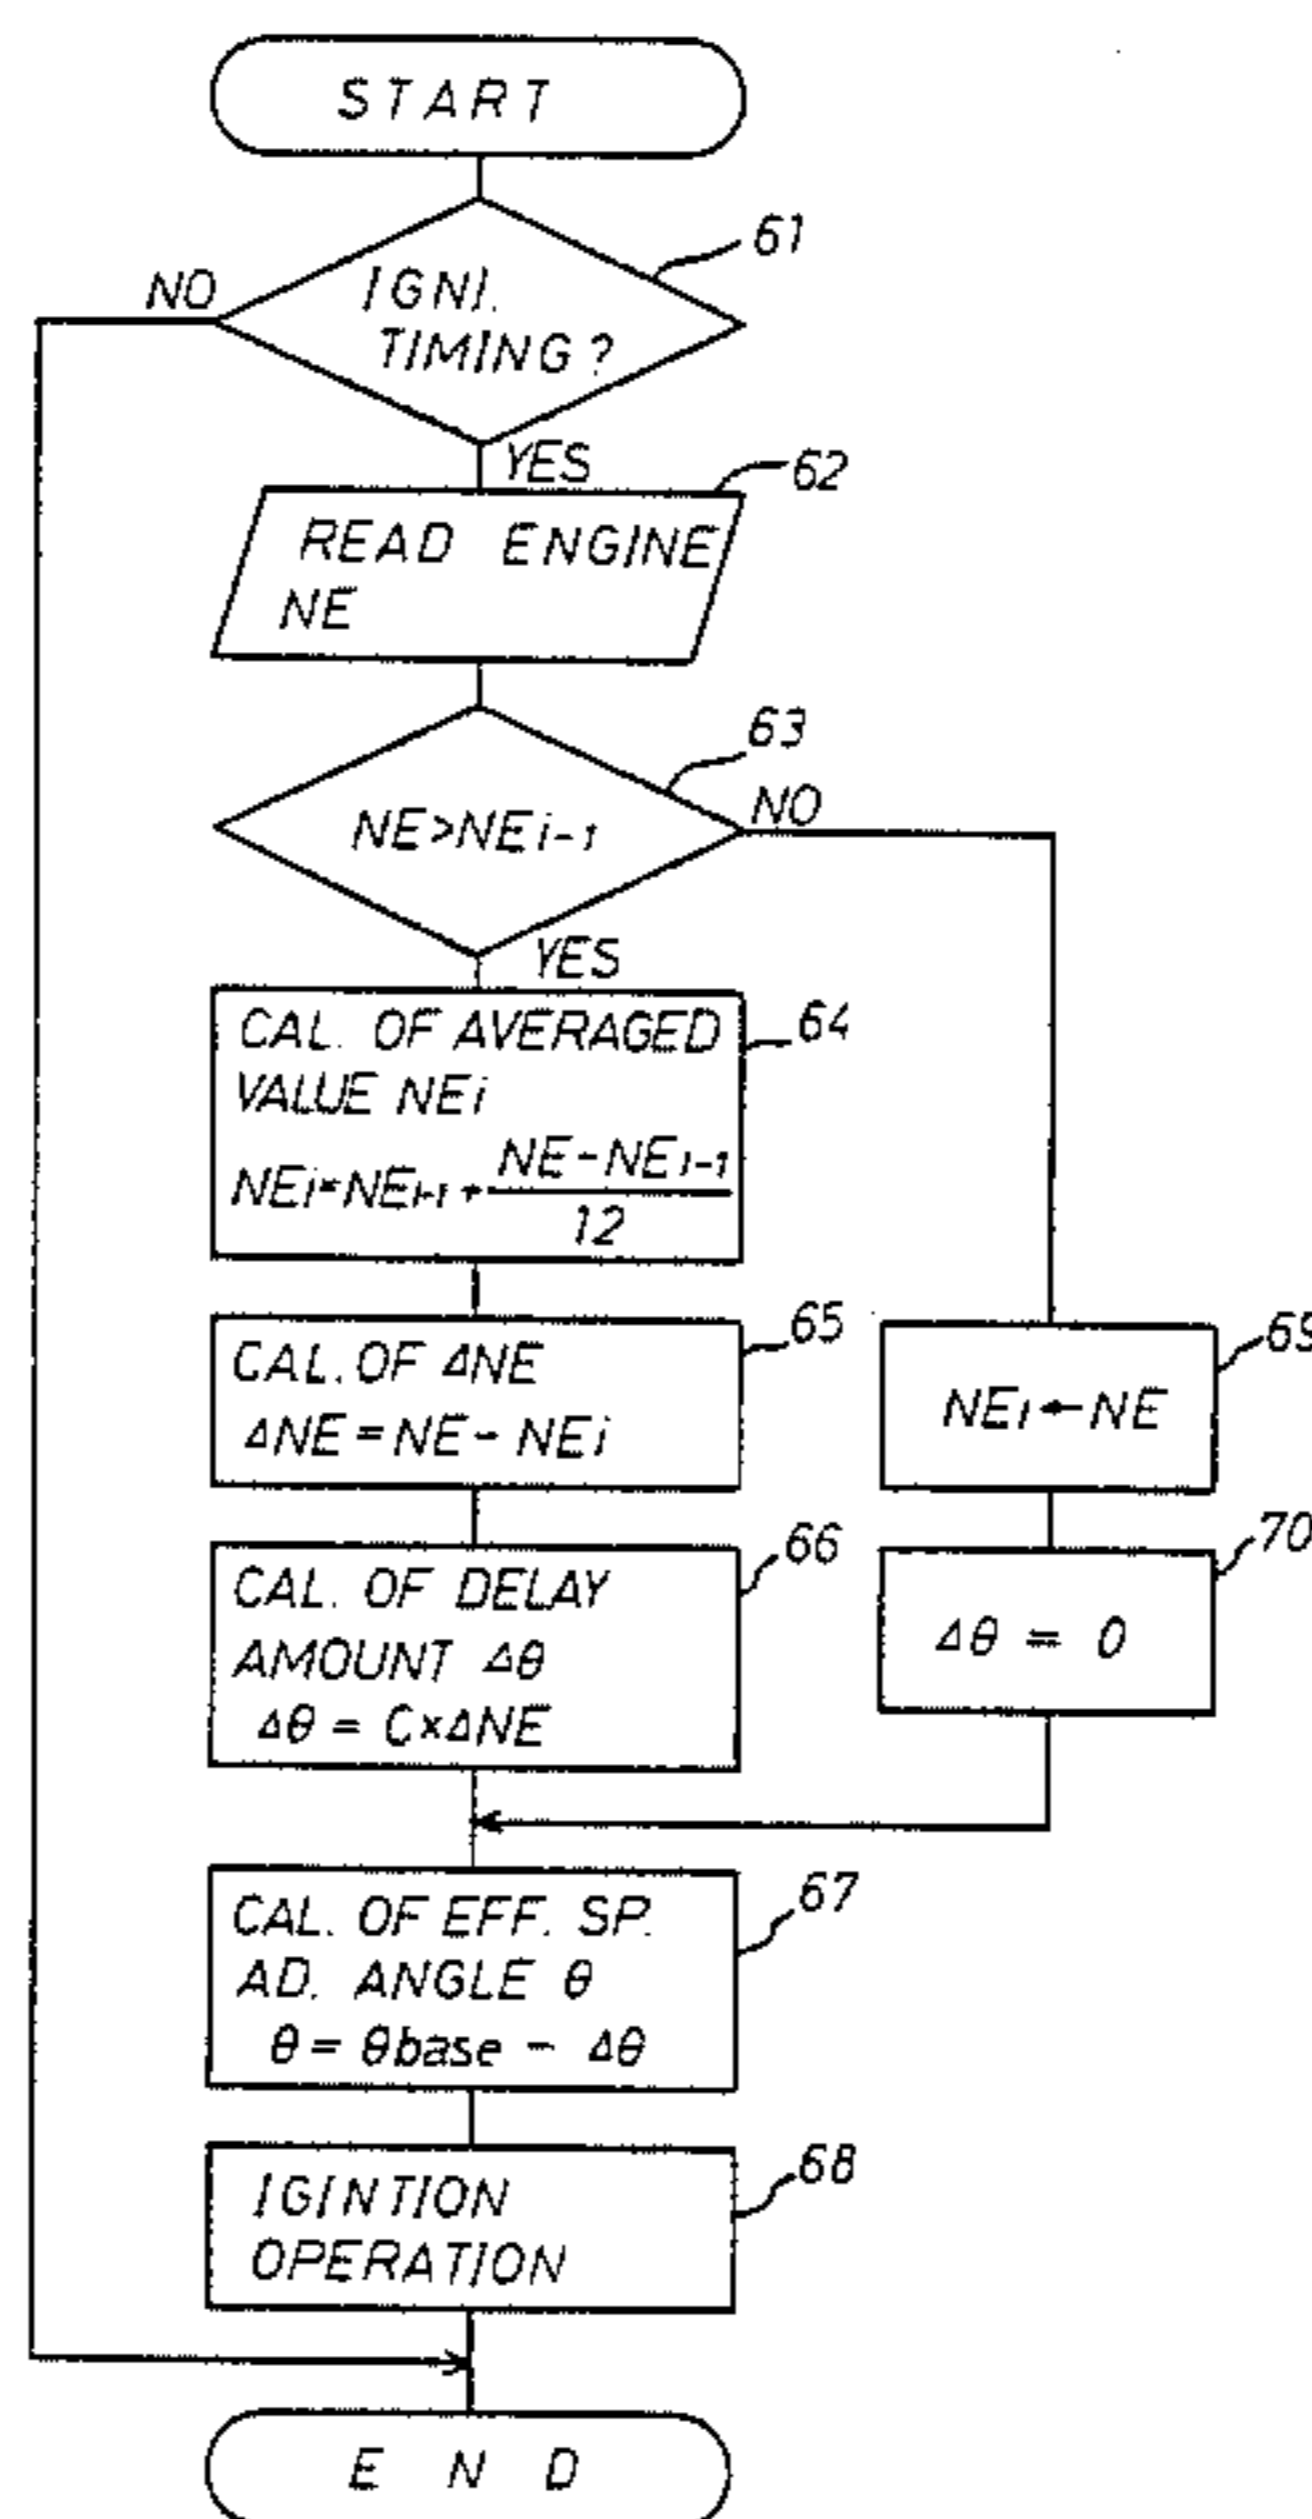 START
61
NO
IGNI.
TIMING?
YES
62
READ ENGINE
NE
63
NE>NEi-1
NO
YES
64
CAL. OF AVERAGED
VALUE NEi
NEi=NEi-1+(NE-NEi-1)/12
65
CAL. OF ΔNE
ΔNE=NE-NEi
69
NEi←NE
66
CAL. OF DELAY
AMOUNT Δθ
Δθ = C×ΔNE
70
Δθ = 0
67
CAL. OF EFF. SP.
AD. ANGLE θ
θ = θbase - Δθ
68
IGINTION
OPERATION
END